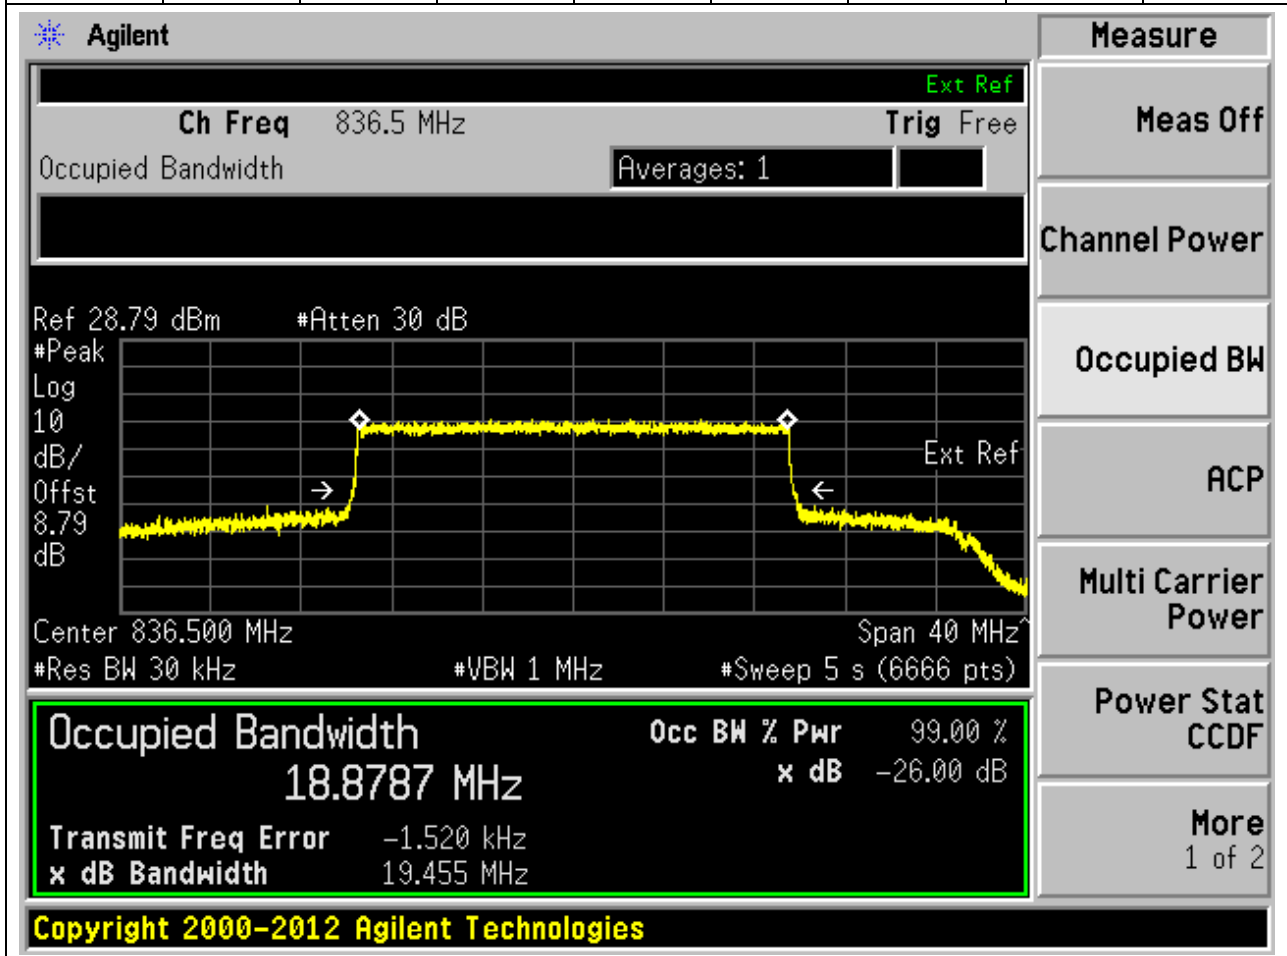 Agilent
Measure
Ext Ref
Ch Freq 836.5 MHz Trig Free
Occupied Bandwidth Averages: 1
Meas Off
Channel Power
Occupied BW
ACP
Multi Carrier
Power
Power Stat
CCDF
More
1 of 2
Ref 28.79 dBm #Atten 30 dB
#Peak
Log
10
dB/
Offst
8.79
dB
Ext Ref
Center 836.500 MHz Span 40 MHz^
#Res BW 30 kHz #VBW 1 MHz #Sweep 5 s (6666 pts)
Occupied Bandwidth
18.8787 MHz
Occ BW % Pwr 99.00 %
x dB -26.00 dB
Transmit Freq Error -1.520 kHz
x dB Bandwidth 19.455 MHz
Copyright 2000-2012 Agilent Technologies